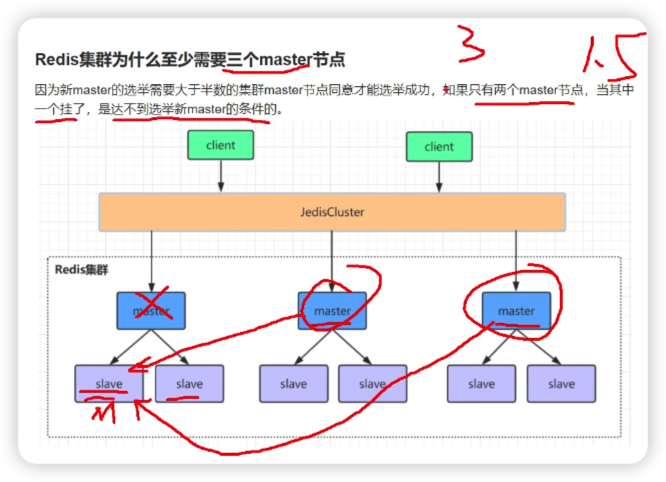 3
1.5
Redis集群为什么至少需要三个master节点
因为新master的选举需要大于半数的集群master节点同意才能选举成功，如果只有两个master节点，当其中
一个挂了，是达不到选举新master的条件的。
client
client
JedisCluster
Redis集群
master
master
master
slave
slave
slave
slave
slave
slave
M